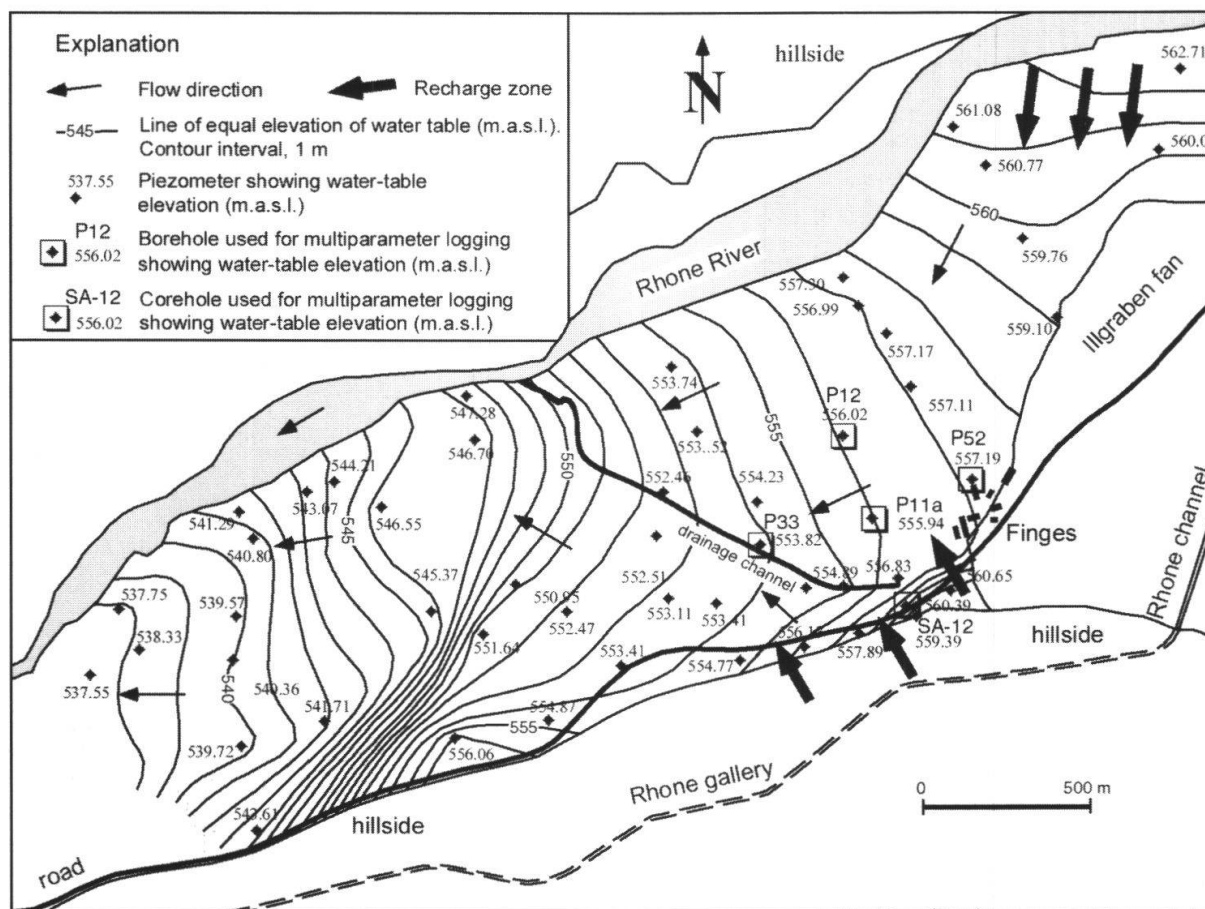 Explanation
Flow direction
Recharge zone
–545– Line of equal elevation of water table (m.a.s.l.).
Contour interval, 1 m
537.55 Piezometer showing water-table
elevation (m.a.s.l.)
P12
556.02 Borehole used for multiparameter logging
showing water-table elevation (m.a.s.l.)
SA-12
556.02 Corehole used for multiparameter logging
showing water-table elevation (m.a.s.l.)
N
hillside
562.71
561.08
560.77
560.0
560
559.76
559.10
Rhone River
Illgraben fan
557.30
556.99
557.17
557.11
553.74
553..52
555
P12
556.02
P52
557.19
547.28
546.70
550
552.46
554.23
P11a
555.94
P33
553.82
Finges
Rhone channel
544.21
543.07
546.55
541.29
540.80
545
545.37
drainage channel
554.89
556.83
560.65
560.39
SA-12
559.39
hillside
552.51
553.11
553.41
550.95
552.47
551.64
553.41
554.77
557.89
537.75
538.33
539.57
537.55
540
540.36
541.71
539.72
543.61
554.87
555
556.06
Rhone gallery
hillside
road
0 500 m